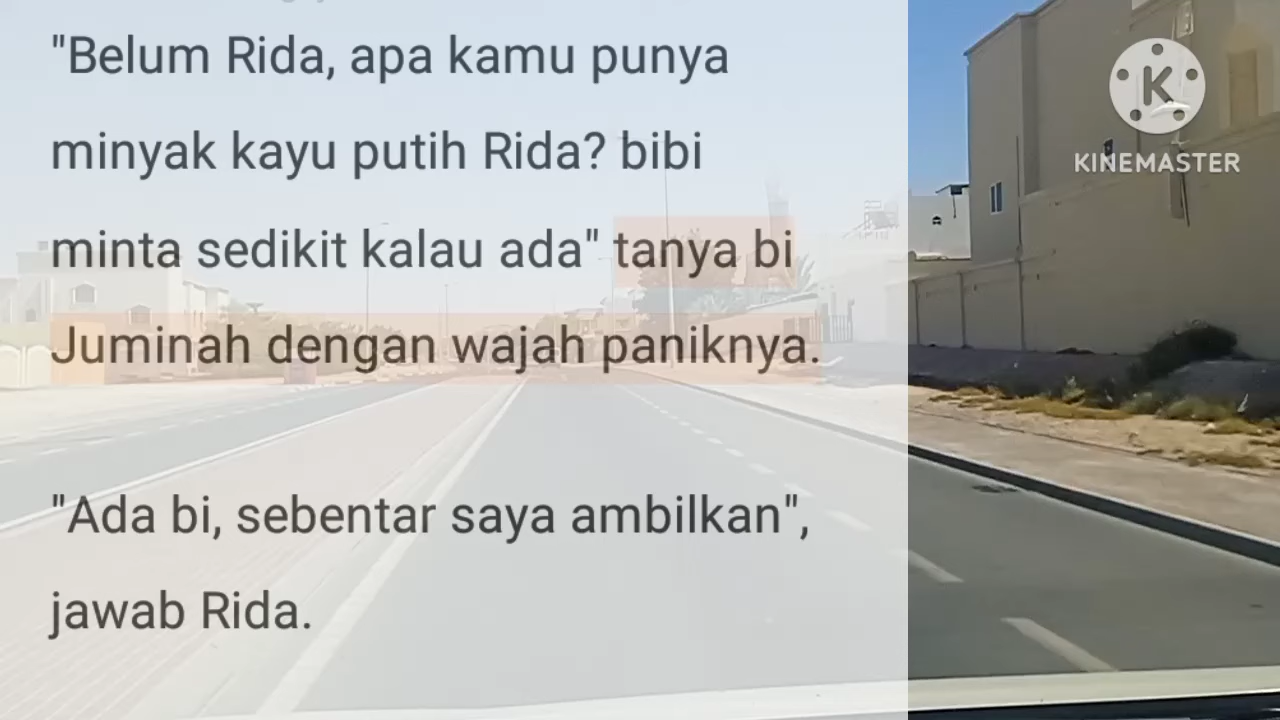 "Belum Rida, apa kamu punya
minyak kayu putih Rida? bibi
minta sedikit kalau ada" tanya bi
Juminah dengan wajah paniknya.
"Ada bi, sebentar saya ambilkan",
jawab Rida.
K
KINEMASTER